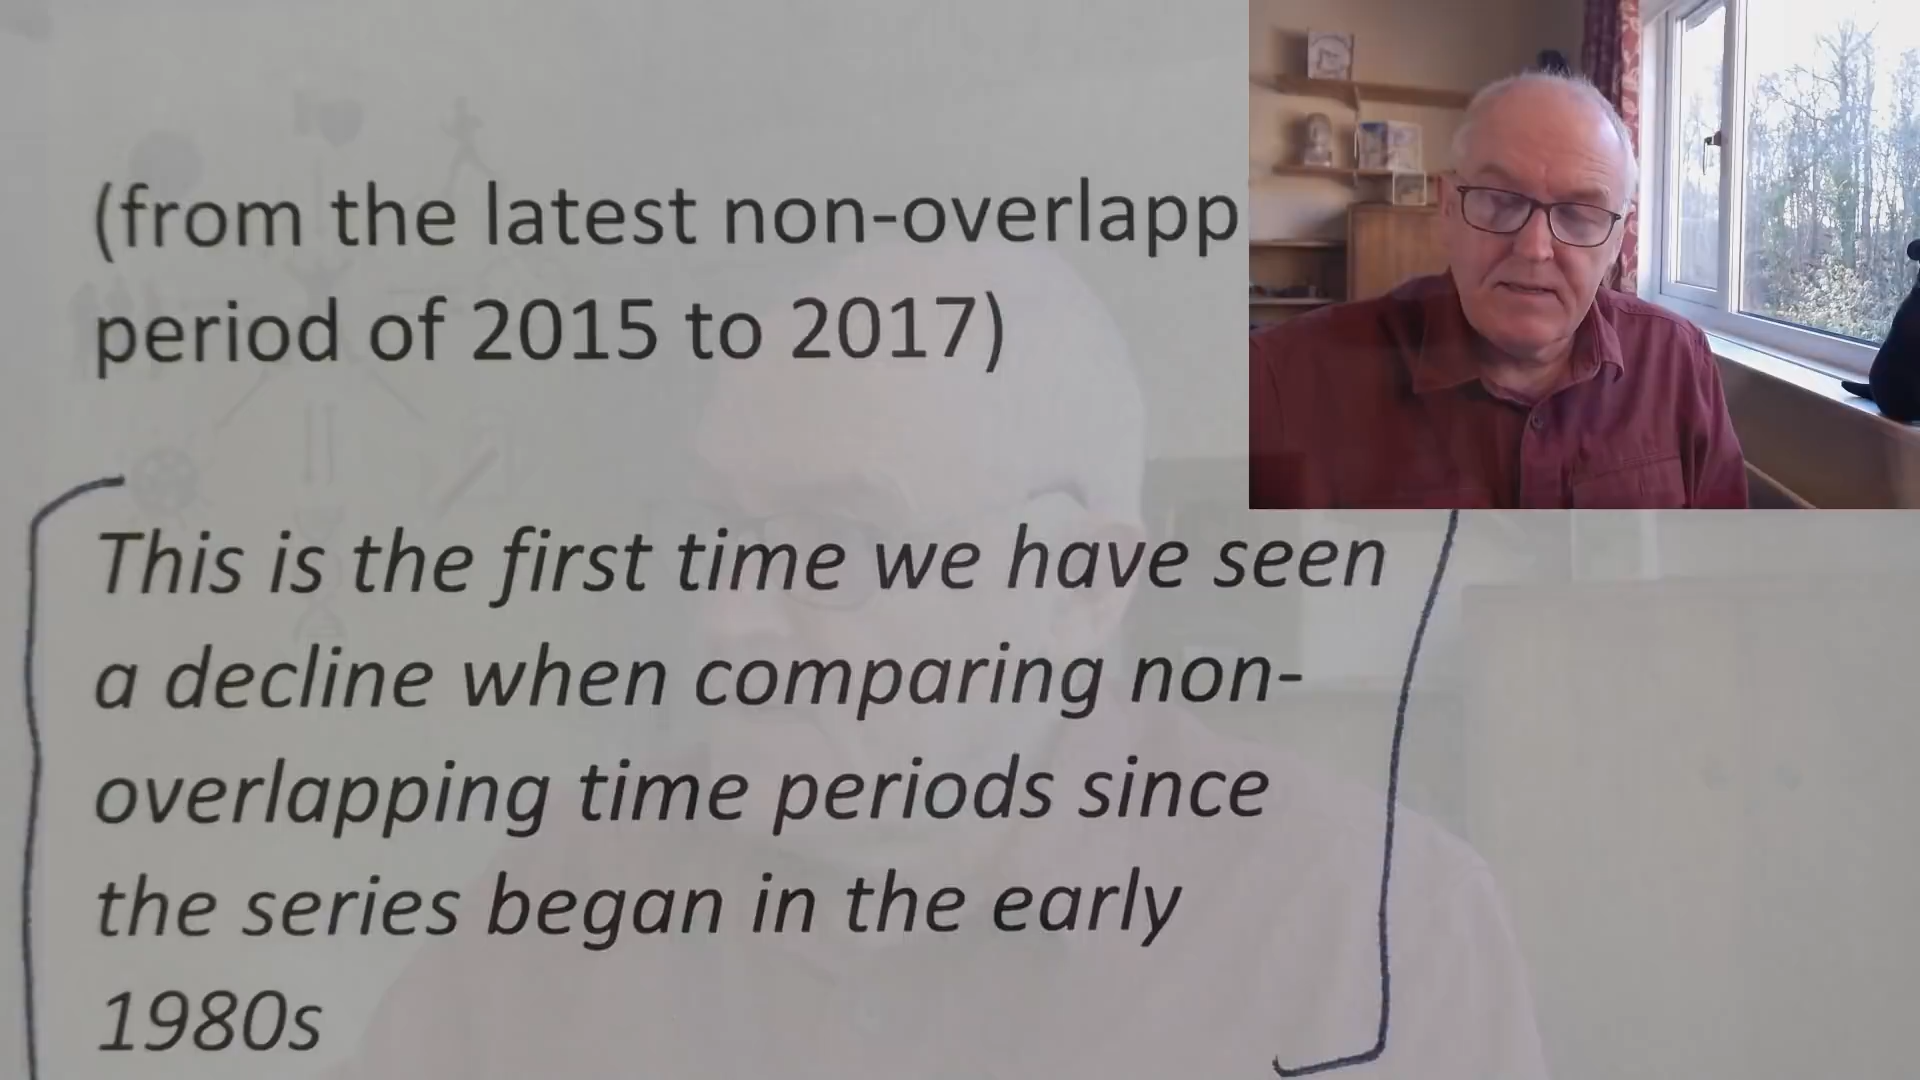 (from the latest non-overlapp
period of 2015 to 2017)
This is the first time we have seen
a decline when comparing non-
overlapping time periods since
the series began in the early
1980s